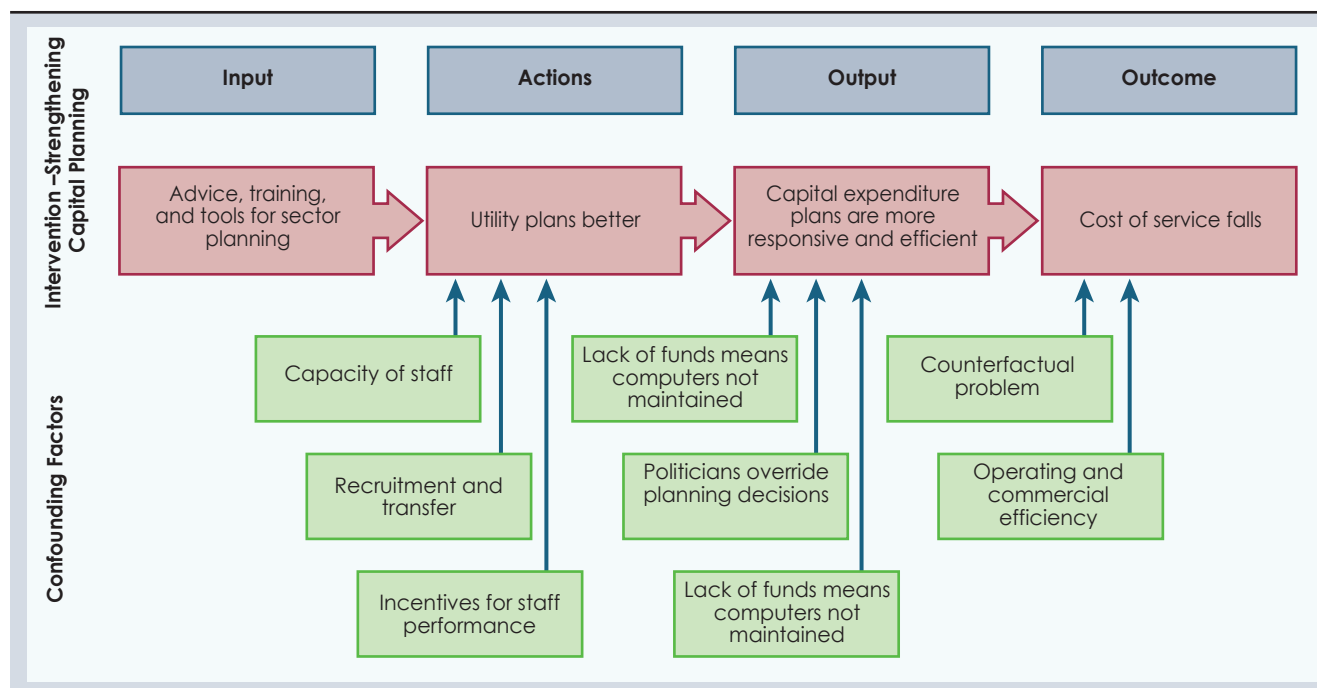 Intervention –Strengthening
Capital Planning
Input
Actions
Output
Outcome
Advice, training,
and tools for sector
planning
Utility plans better
Capital expenditure
plans are more
responsive and efficient
Cost of service falls
Confounding Factors
Capacity of staff
Lack of funds means
computers not
maintained
Counterfactual
problem
Recruitment and
transfer
Politicians override
planning decisions
Operating and
commercial
efficiency
Incentives for staff
performance
Lack of funds means
computers not
maintained